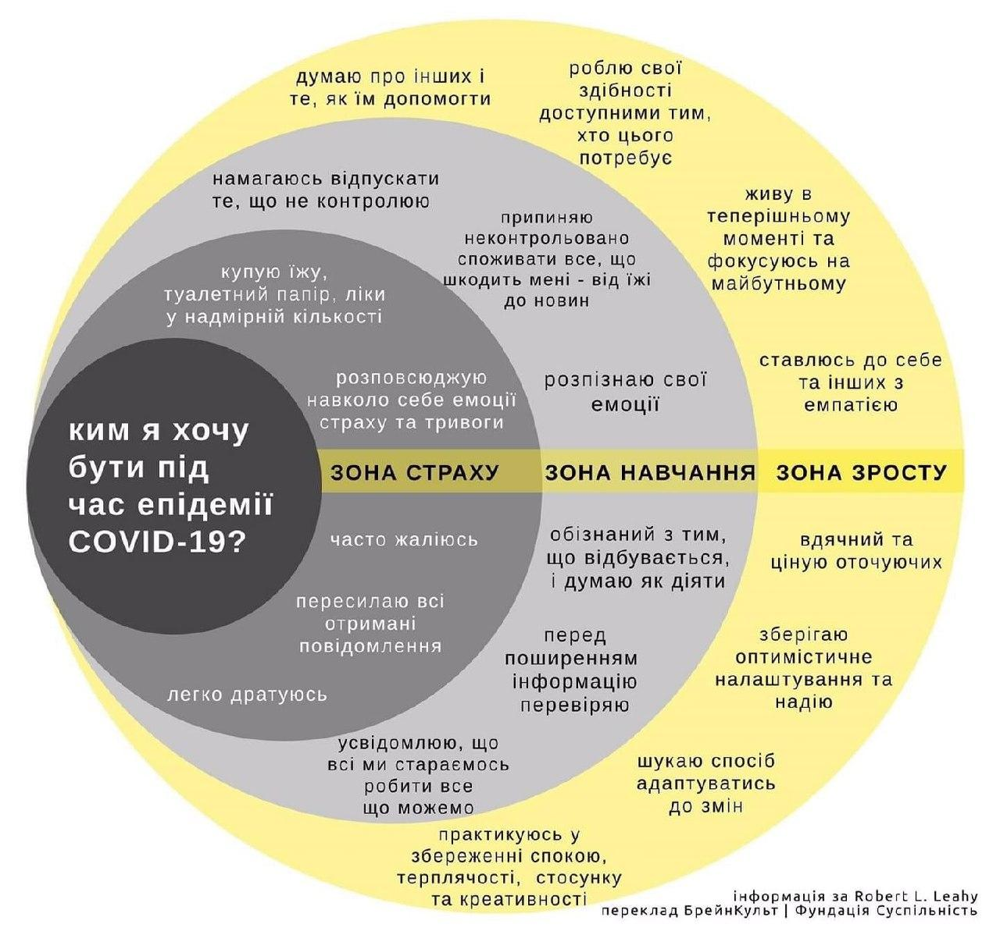 думаю про інших і
те, як їм допомогти
роблю свої
здібності
доступними тим,
хто цього
потребує
намагаюсь відпускати
те, що не контролюю
припиняю
неконтрольовано
споживати все, що
шкодить мені - від їжі
до новин
живу в
теперішньому
моменті та
фокусуюсь на
майбутньому
купую їжу,
туалетний папір, ліки
у надмірній кількості
розповсюджую
навколо себе емоції
страху та тривоги
розпізнаю свої
емоції
ставлюсь до себе
та інших з
емпатією
ким я хочу
бути під
час епідемії
COVID-19?
ЗОНА СТРАХУ
ЗОНА НАВЧАННЯ
ЗОНА ЗРОСТУ
часто жаліюсь
обізнаний з тим,
що відбувається,
і думаю як діяти
вдячний та
ціную оточуючих
пересилаю всі
отримані
повідомлення
перед
поширенням
інформацію
перевіряю
зберігаю
оптимістичне
налаштування та
надію
легко дратуюсь
усвідомлюю, що
всі ми стараємось
робити все
що можемо
шукаю спосіб
адаптуватись
до змін
практикуюсь у
збереженні спокою,
терплячості, стосунку
та креативності
інформація за Robert L. Leahy
переклад БрейнКульт | Фундація Суспільність